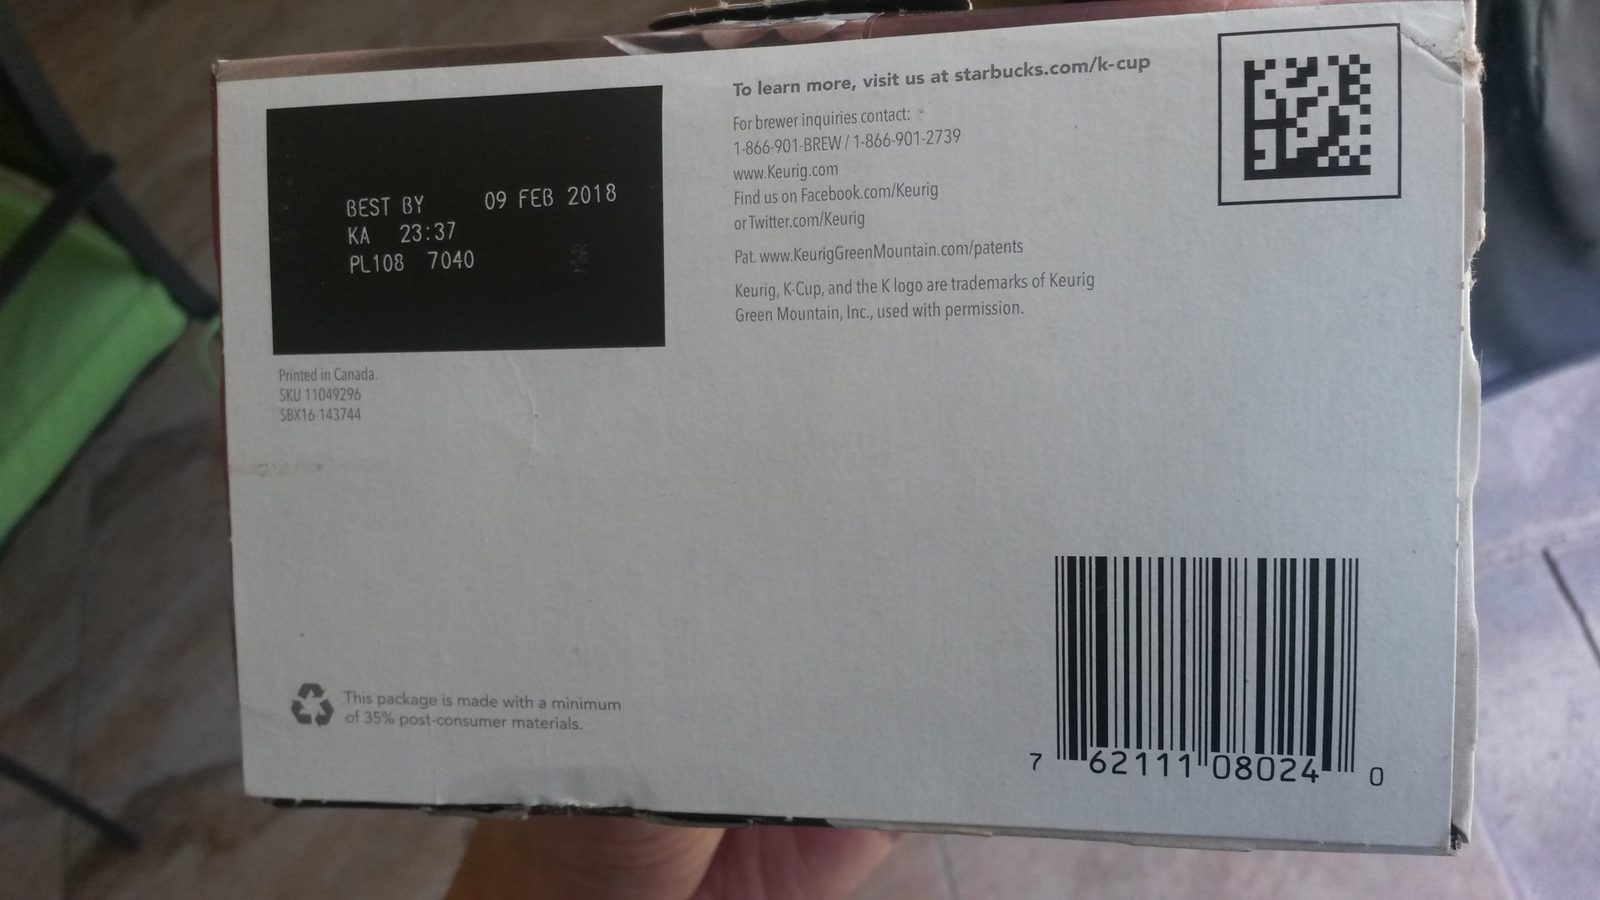 BEST BY 09 FEB 2018
KA 23:37
PL108 7040
Printed in Canada.
SKU 11049296
SBX16-143744
To learn more, visit us at starbucks.com/k-cup
For brewer inquiries contact:
1-866-901-BREW / 1-866-901-2739
www.Keurig.com
Find us on Facebook.com/Keurig
or Twitter.com/Keurig
Pat. www.KeurigGreenMountain.com/patents
Keurig, K-Cup, and the K logo are trademarks of Keurig
Green Mountain, Inc., used with permission.
This package is made with a minimum
of 35% post-consumer materials.
7 62111 08024 0